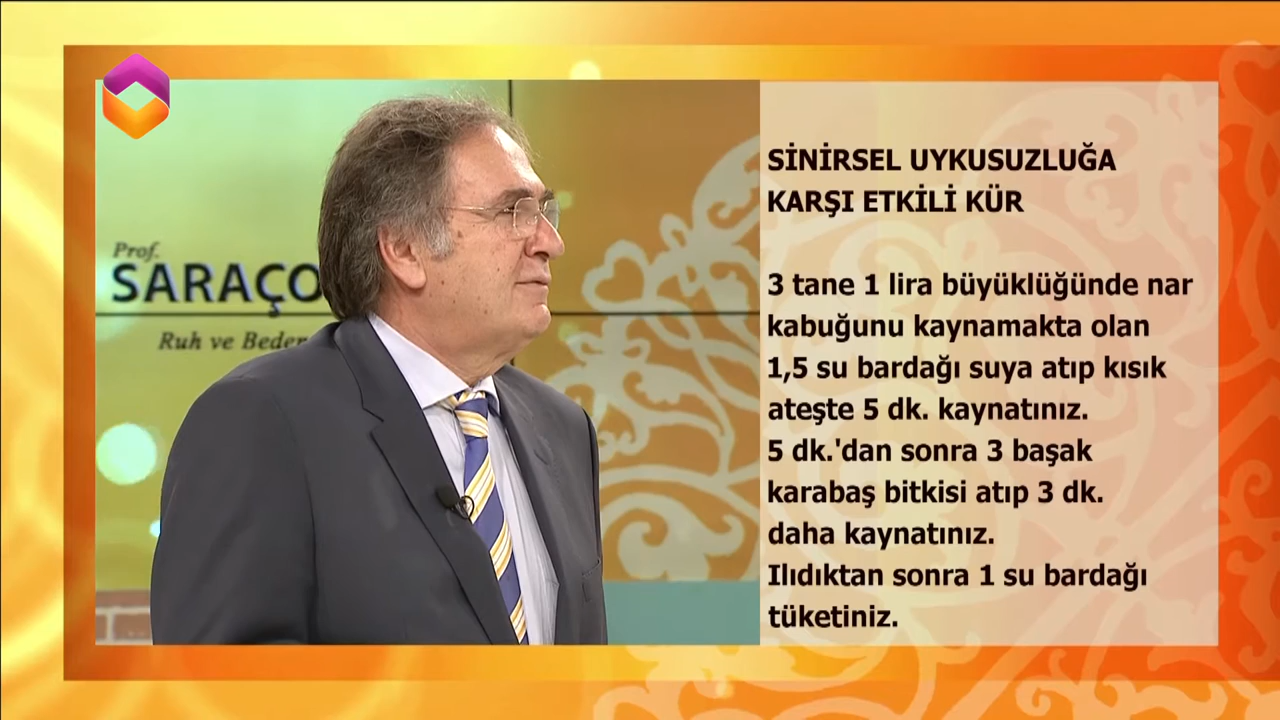 Prof.
SARAÇO
Ruh ve Beden
SİNİRSEL UYKUSUZLUĞA
KARŞI ETKİLİ KÜR
3 tane 1 lira büyüklüğünde nar
kabuğunu kaynamakta olan
1,5 su bardağı suya atıp kısık
ateşte 5 dk. kaynatınız.
5 dk.'dan sonra 3 başak
karabaş bitkisi atıp 3 dk.
daha kaynatınız.
Ilıdıktan sonra 1 su bardağı
tüketiniz.